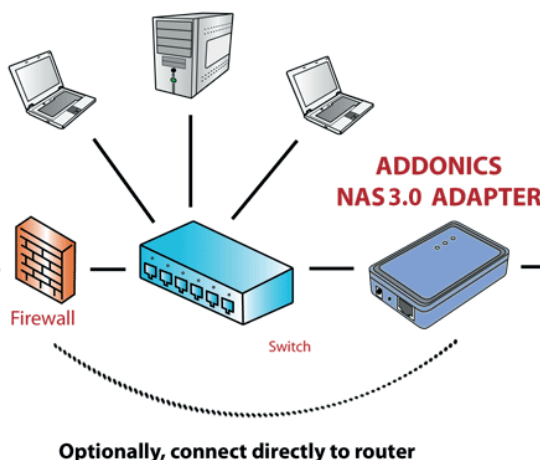 ADDONICS
NAS 3.0 ADAPTER
Firewall
Switch
Optionally, connect directly to router